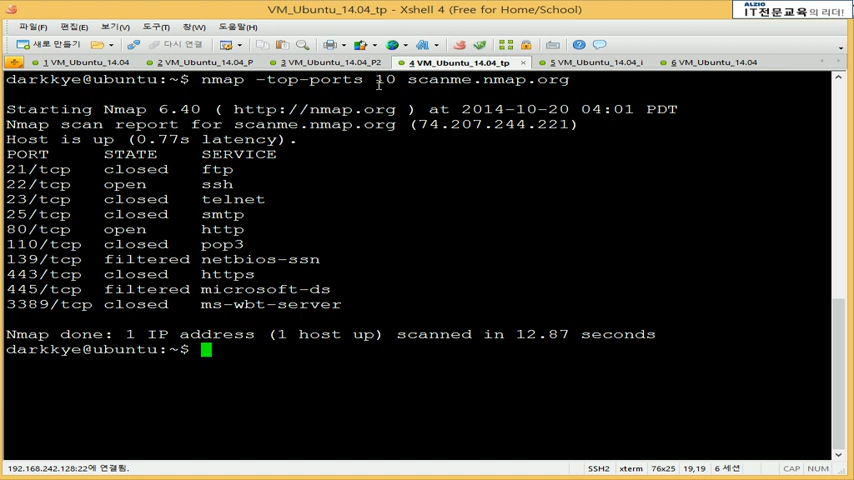 VM_Ubuntu_14.04_tp - Xshell 4 (Free for Home/School)
ALZIO
IT전문교육의 리더!
파일(F) 편집(E) 보기(V) 도구(T) 창(W) 도움말(H)
새로 만들기 다시 연결
1 VM_Ubuntu_14.04 2 VM_Ubuntu_14.04_P 3 VM_Ubuntu_14.04_P2 4 VM_Ubuntu_14.04_tp × 5 VM_Ubuntu_14.04_i 6 VM_Ubuntu_14.04
darkkye@ubuntu:~$ nmap -top-ports 10 scanme.nmap.org
Starting Nmap 6.40 ( http://nmap.org ) at 2014-10-20 04:01 PDT
Nmap scan report for scanme.nmap.org (74.207.244.221)
Host is up (0.77s latency).
PORT STATE SERVICE
21/tcp closed ftp
22/tcp open ssh
23/tcp closed telnet
25/tcp closed smtp
80/tcp open http
110/tcp closed pop3
139/tcp filtered netbios-ssn
443/tcp closed https
445/tcp filtered microsoft-ds
3389/tcp closed ms-wbt-server
Nmap done: 1 IP address (1 host up) scanned in 12.87 seconds
darkkye@ubuntu:~$
192.168.242.128:22에 연결됨. SSH2 xterm 76x25 19,19 6 세션 CAP NUM